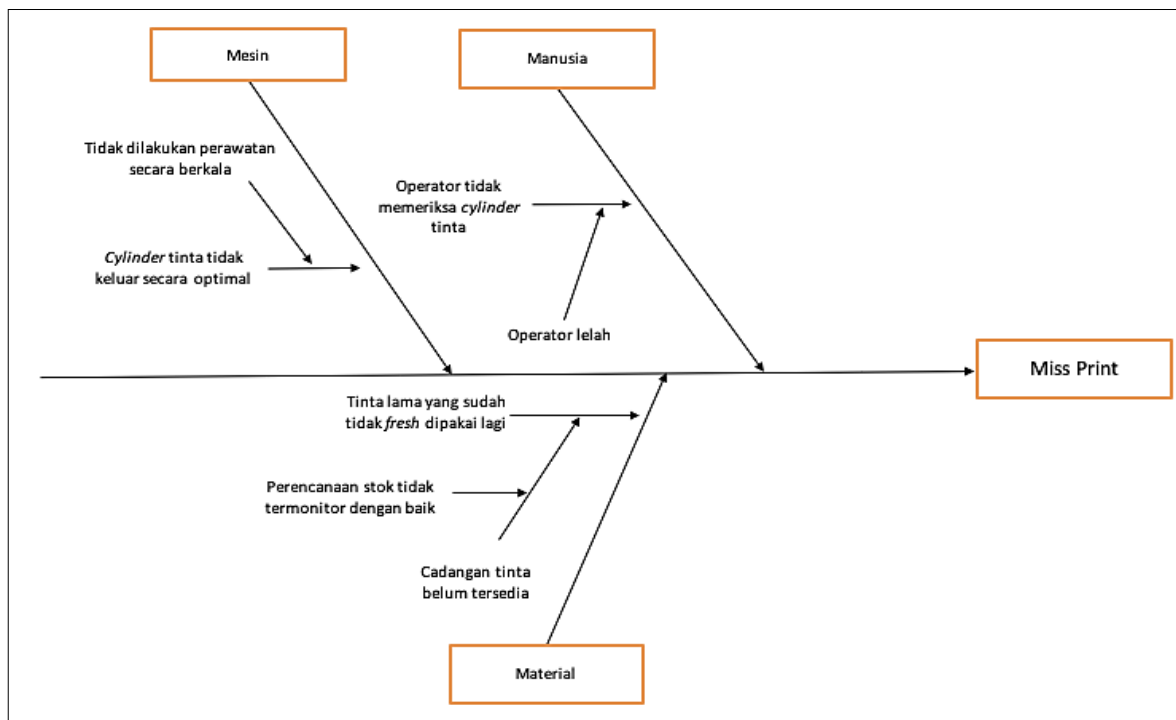 Mesin
Manusia
Tidak dilakukan perawatan
secara berkala
Operator tidak
memeriksa cylinder
tinta
Cylinder tinta tidak
keluar secara optimal
Operator lelah
Miss Print
Tinta lama yang sudah
tidak fresh dipakai lagi
Perencanaan stok tidak
termonitor dengan baik
Cadangan tinta
belum tersedia
Material